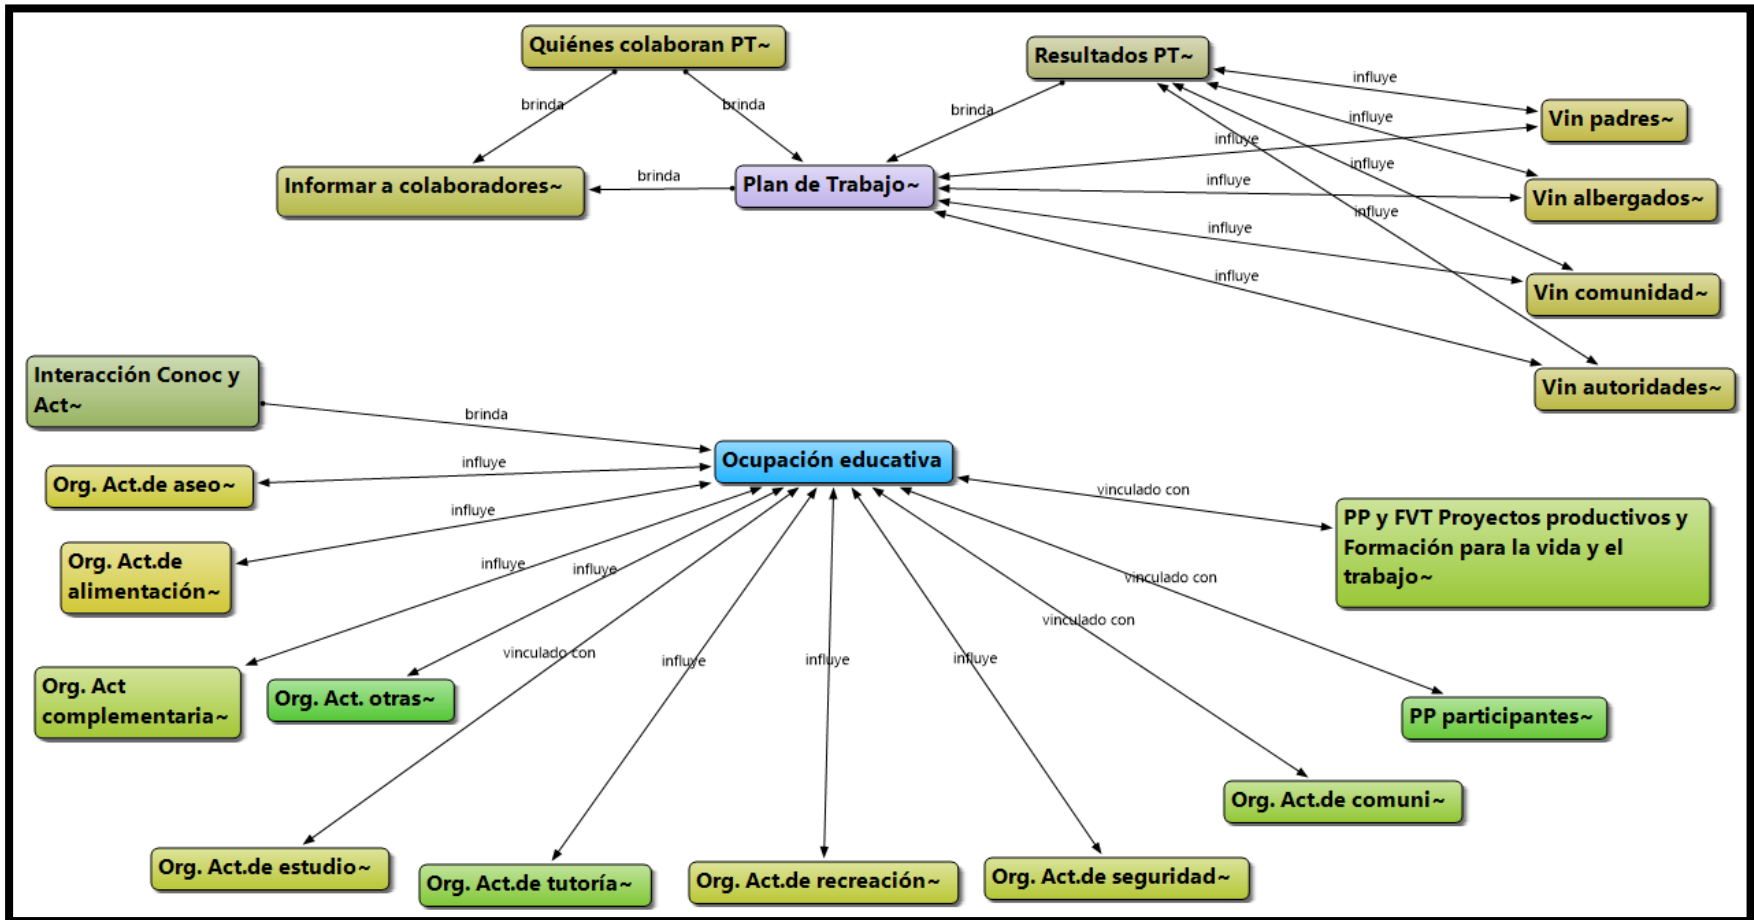 Quiénes colaboran PT~
Resultados PT~
influye
brinda
brinda
brinda
influye
Vin padres~
influye
influye
Informar a colaboradores~
brinda
Plan de Trabajo~
influye
Vin albergados~
influye
influye
influye
Vin comunidad~
Vin autoridades~
Interacción Conoc y
Act~
brinda
Ocupación educativa
influye
Org. Act.de aseo~
vinculado con
influye
PP y FVT Proyectos productivos y
Formación para la vida y el
trabajo~
Org. Act.de
alimentación~
influye
influye
vinculado con
vinculado con
vinculado con
influye
influye
influye
Org. Act
complementaria~
Org. Act. otras~
PP participantes~
Org. Act.de comuni~
Org. Act.de estudio~
Org. Act.de tutoría~
Org. Act.de recreación~
Org. Act.de seguridad~